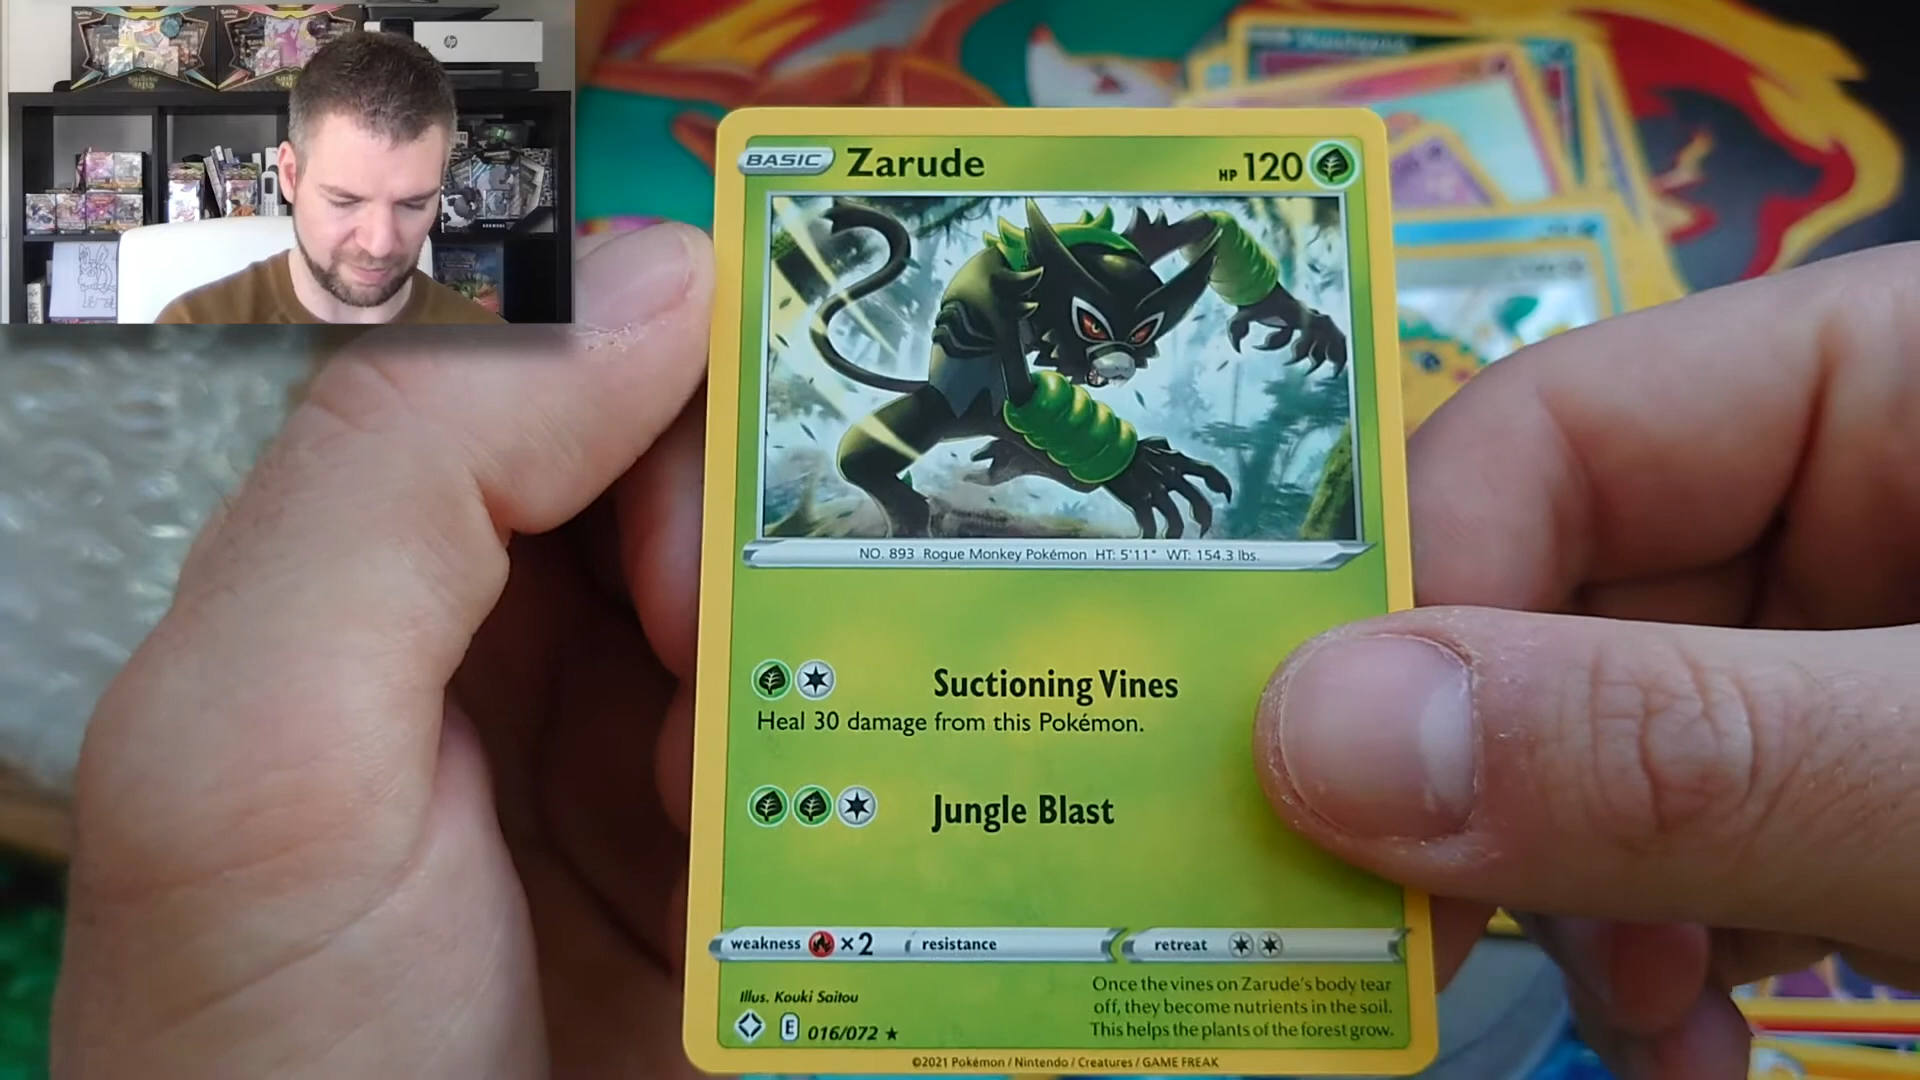 BASIC Zarude HP 120
NO. 893 Rogue Monkey Pokémon HT: 5'11" WT: 154.3 lbs.
Suctioning Vines
Heal 30 damage from this Pokémon.
Jungle Blast
weakness ×2 resistance retreat
Illus. Kouki Saitou
E 016/072 ★
Once the vines on Zarude's body tear
off, they become nutrients in the soil.
This helps the plants of the forest grow.
©2021 Pokémon / Nintendo / Creatures / GAME FREAK
hp